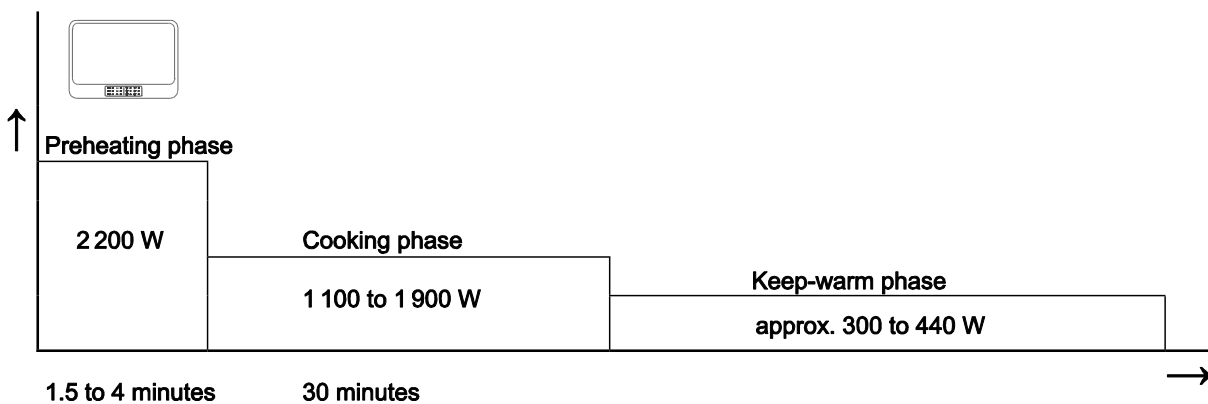 Preheating phase
2 200 W
Cooking phase
1 100 to 1 900 W
Keep-warm phase
approx. 300 to 440 W
1.5 to 4 minutes
30 minutes